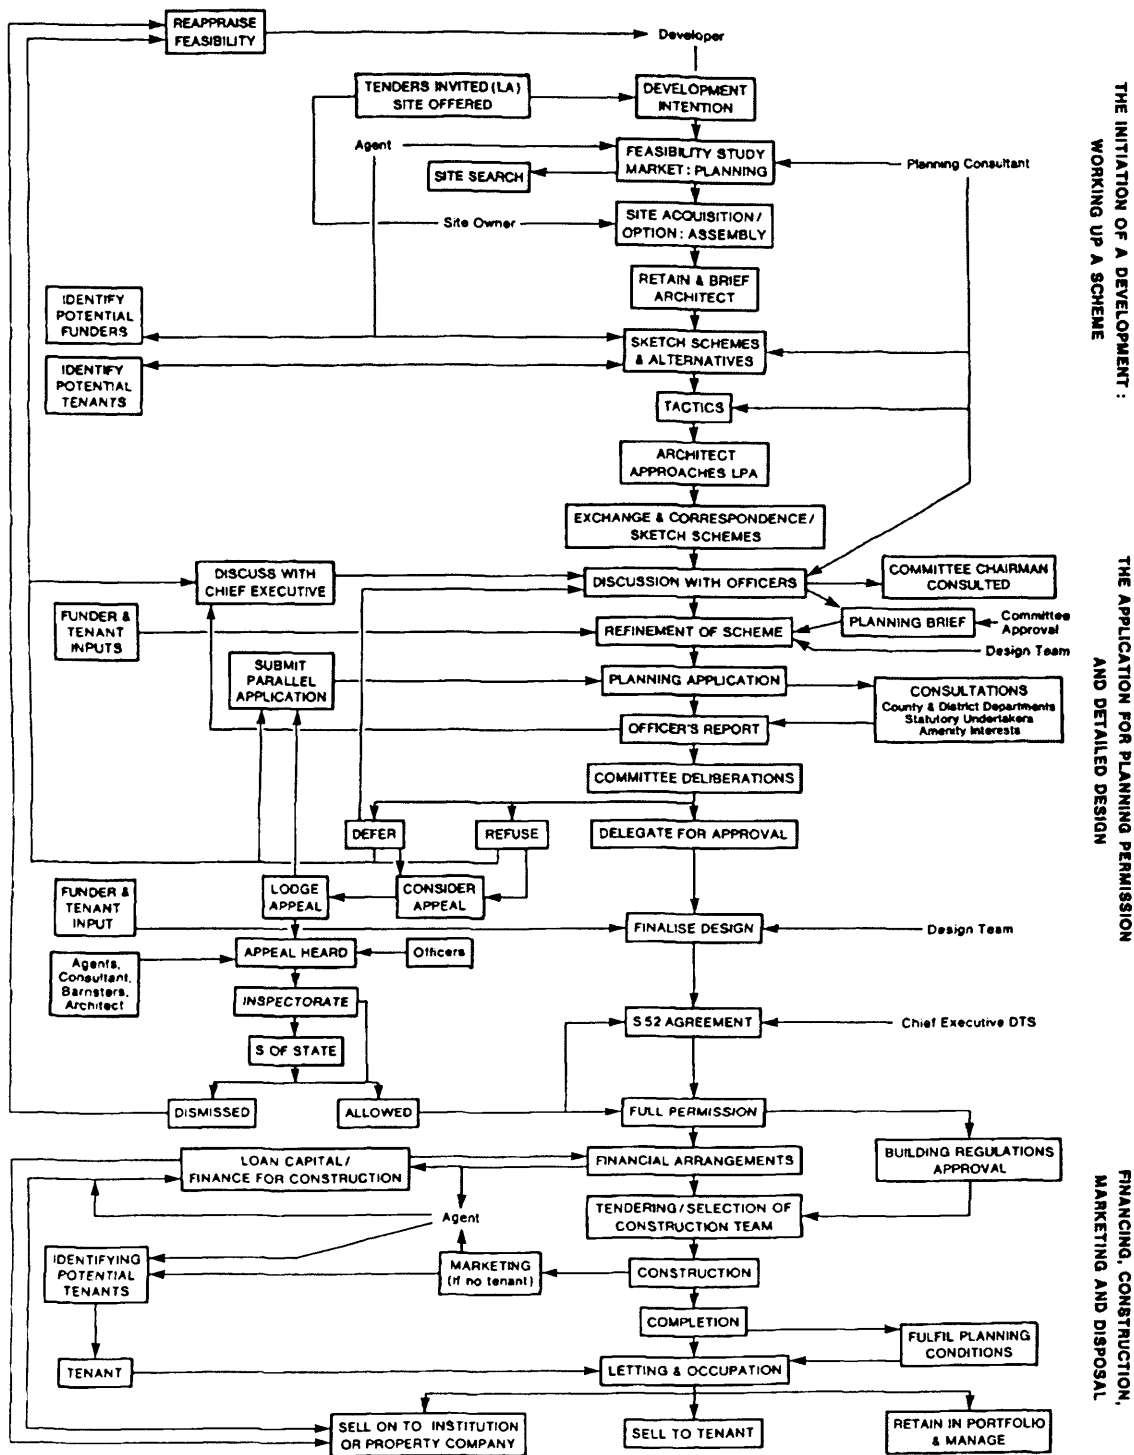 REAPPRAISE
FEASIBILITY
Developer
TENDERS INVITED (LA)
SITE OFFERED
DEVELOPMENT
INTENTION
Agent
FEASIBILITY STUDY
MARKET : PLANNING
Planning Consultant
SITE SEARCH
Site Owner
SITE ACQUISITION /
OPTION : ASSEMBLY
RETAIN & BRIEF
ARCHITECT
IDENTIFY
POTENTIAL
FUNDERS
SKETCH SCHEMES
& ALTERNATIVES
IDENTIFY
POTENTIAL
TENANTS
TACTICS
ARCHITECT
APPROACHES LPA
EXCHANGE & CORRESPONDENCE /
SKETCH SCHEMES
THE INITIATION OF A DEVELOPMENT :
WORKING UP A SCHEME
DISCUSS WITH
CHIEF EXECUTIVE
DISCUSSION WITH OFFICERS
COMMITTEE CHAIRMAN
CONSULTED
FUNDER &
TENANT
INPUTS
REFINEMENT OF SCHEME
PLANNING BRIEF
Committee
Approval
Design Team
SUBMIT
PARALLEL
APPLICATION
PLANNING APPLICATION
CONSULTATIONS
County & District Departments
Statutory Undertakers
Amenity Interests
OFFICER'S REPORT
COMMITTEE DELIBERATIONS
DEFER
REFUSE
DELEGATE FOR APPROVAL
FUNDER &
TENANT
INPUT
LODGE
APPEAL
CONSIDER
APPEAL
FINALISE DESIGN
Design Team
APPEAL HEARD
Officers
Agents,
Consultant,
Barristers,
Architect
INSPECTORATE
S 52 AGREEMENT
Chief Executive DTS
S OF STATE
THE APPLICATION FOR PLANNING PERMISSION
AND DETAILED DESIGN
DISMISSED
ALLOWED
FULL PERMISSION
LOAN CAPITAL /
FINANCE FOR CONSTRUCTION
FINANCIAL ARRANGEMENTS
BUILDING REGULATIONS
APPROVAL
Agent
TENDERING / SELECTION OF
CONSTRUCTION TEAM
IDENTIFYING
POTENTIAL
TENANTS
MARKETING
(if no tenant)
CONSTRUCTION
COMPLETION
FULFIL PLANNING
CONDITIONS
TENANT
LETTING & OCCUPATION
SELL ON TO INSTITUTION
OR PROPERTY COMPANY
SELL TO TENANT
RETAIN IN PORTFOLIO
& MANAGE
FINANCING, CONSTRUCTION,
MARKETING AND DISPOSAL